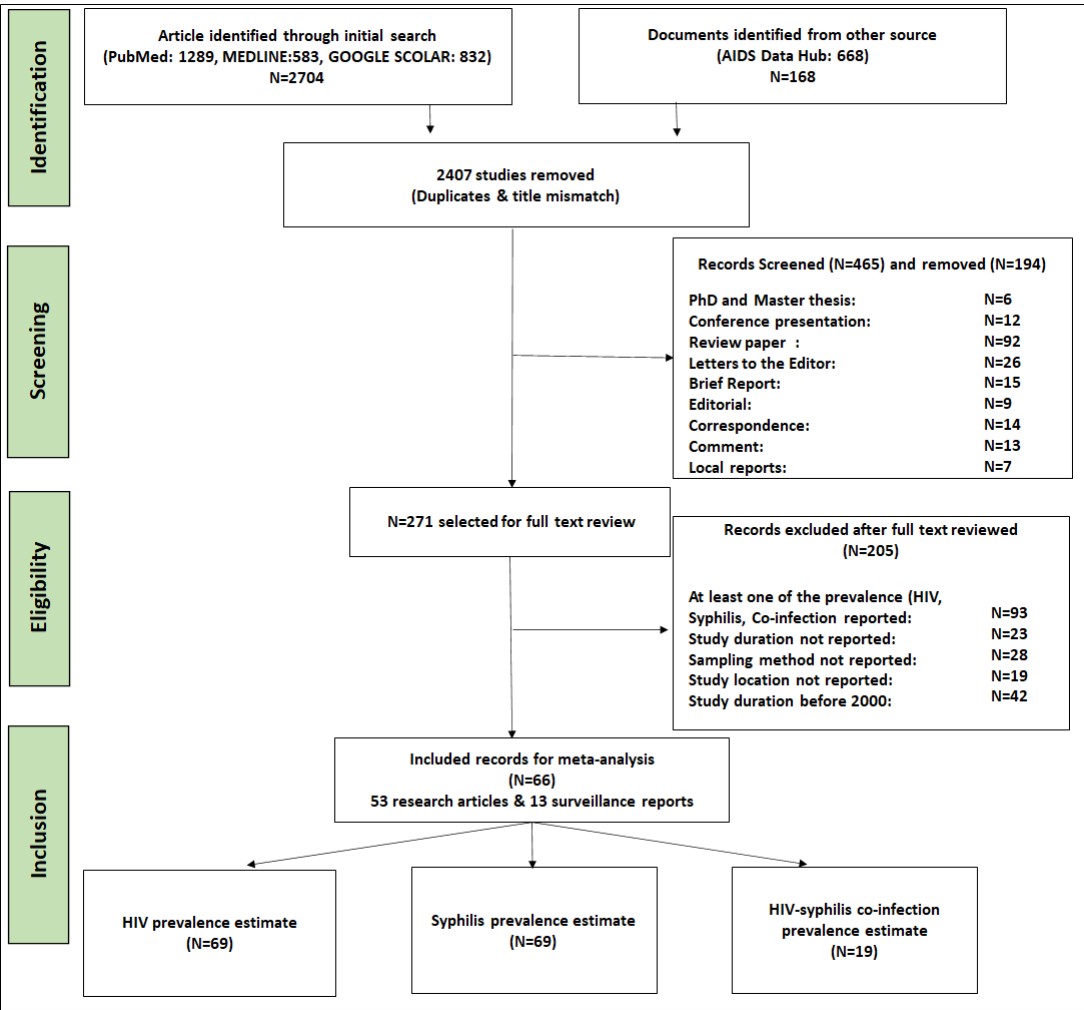 Identification
Article identified through initial search
(PubMed: 1289, MEDLINE:583, GOOGLE SCOLAR: 832)
N=2704
Documents identified from other source
(AIDS Data Hub: 668)
N=168
2407 studies removed
(Duplicates & title mismatch)
Screening
Records Screened (N=465) and removed (N=194)
PhD and Master thesis: N=6
Conference presentation: N=12
Review paper : N=92
Letters to the Editor: N=26
Brief Report: N=15
Editorial: N=9
Correspondence: N=14
Comment: N=13
Local reports: N=7
Eligibility
N=271 selected for full text review
Records excluded after full text reviewed
(N=205)
At least one of the prevalence (HIV,
Syphilis, Co-infection reported: N=93
Study duration not reported: N=23
Sampling method not reported: N=28
Study location not reported: N=19
Study duration before 2000: N=42
Inclusion
Included records for meta-analysis
(N=66)
53 research articles & 13 surveillance reports
HIV prevalence estimate
(N=69)
Syphilis prevalence estimate
(N=69)
HIV-syphilis co-infection
prevalence estimate
(N=19)